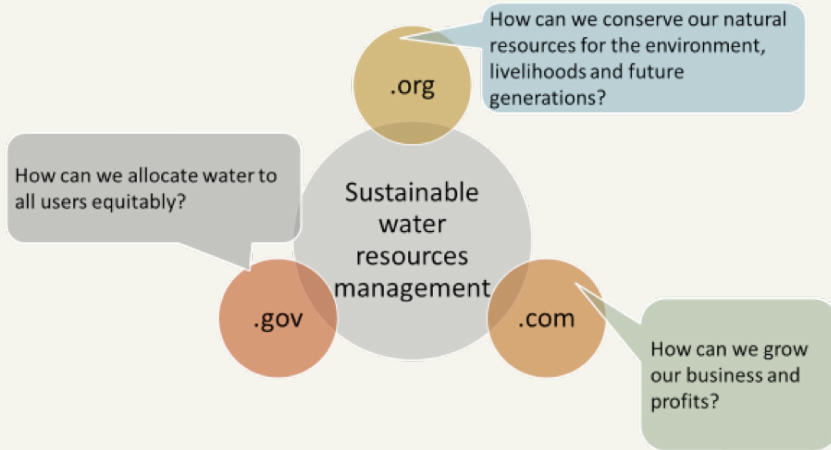 How can we conserve our natural
resources for the environment,
livelihoods and future
generations?
.org
How can we allocate water to
all users equitably?
Sustainable
water
resources
management
.gov
.com
How can we grow
our business and
profits?